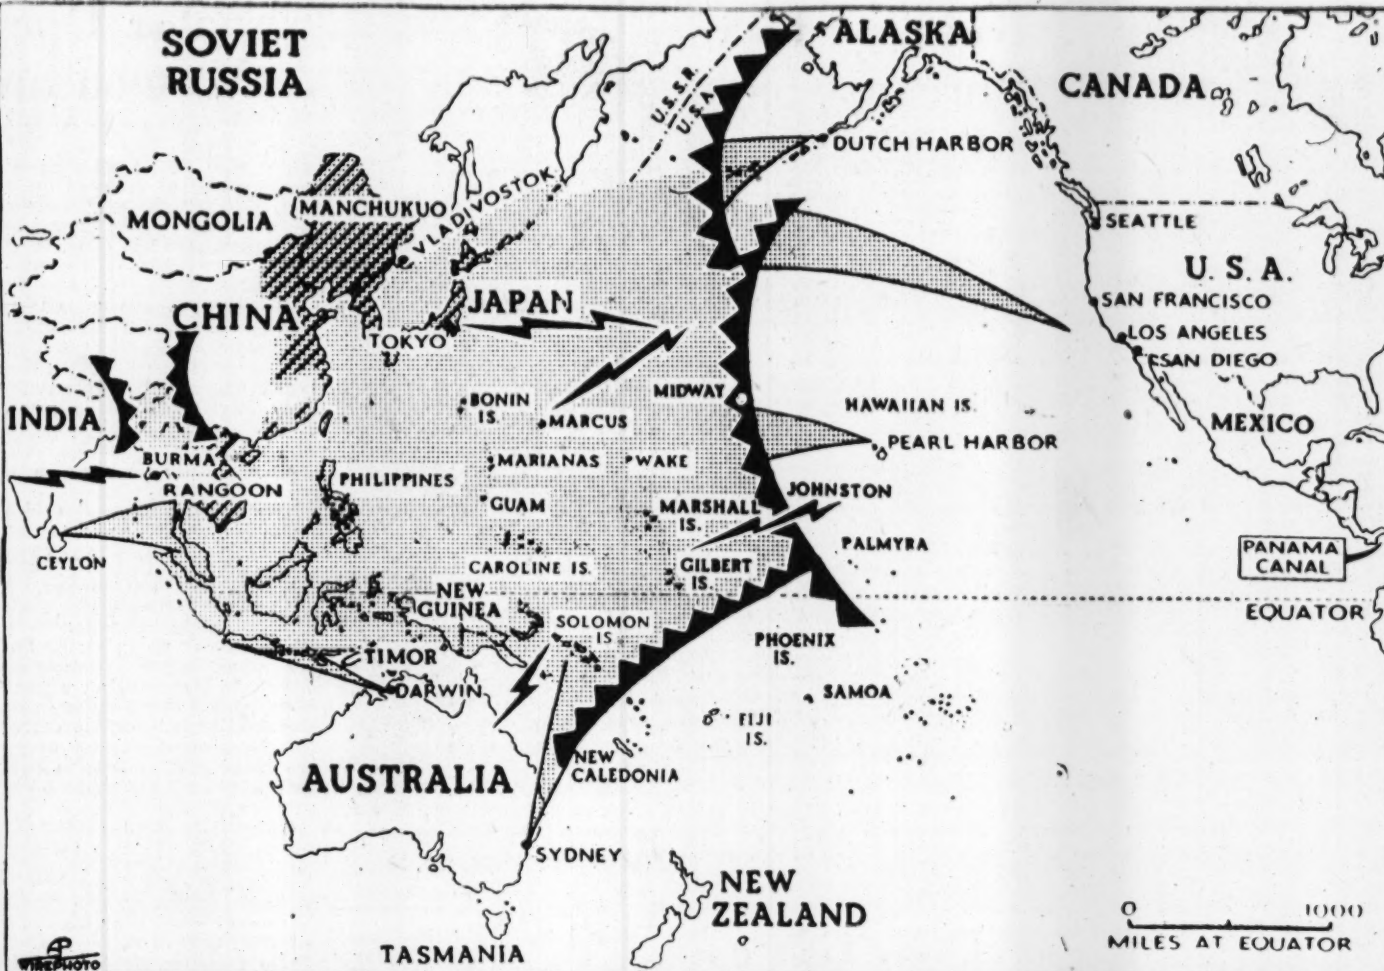 SOVIET
RUSSIA
ALASKA
CANADA
U.S.S.R.
U.S.A.
DUTCH HARBOR
MONGOLIA
MANCHUKUO
VLADIVOSTOK
SEATTLE
U. S. A.
CHINA
JAPAN
TOKYO
SAN FRANCISCO
LOS ANGELES
SAN DIEGO
INDIA
BONIN
IS.
MARCUS
MIDWAY
HAWAIIAN IS.
MEXICO
PEARL HARBOR
BURMA
RANGOON
PHILIPPINES
MARIANAS
WAKE
GUAM
MARSHALL
IS.
JOHNSTON
CEYLON
CAROLINE IS.
GILBERT
IS.
PALMYRA
PANAMA
CANAL
NEW
GUINEA
SOLOMON
IS
EQUATOR
PHOENIX
IS.
TIMOR
DARWIN
SAMOA
FIJI
IS.
AUSTRALIA
NEW
CALEDONIA
SYDNEY
NEW
ZEALAND
TASMANIA
0 1000
MILES AT EQUATOR
AP
WIREPHOTO